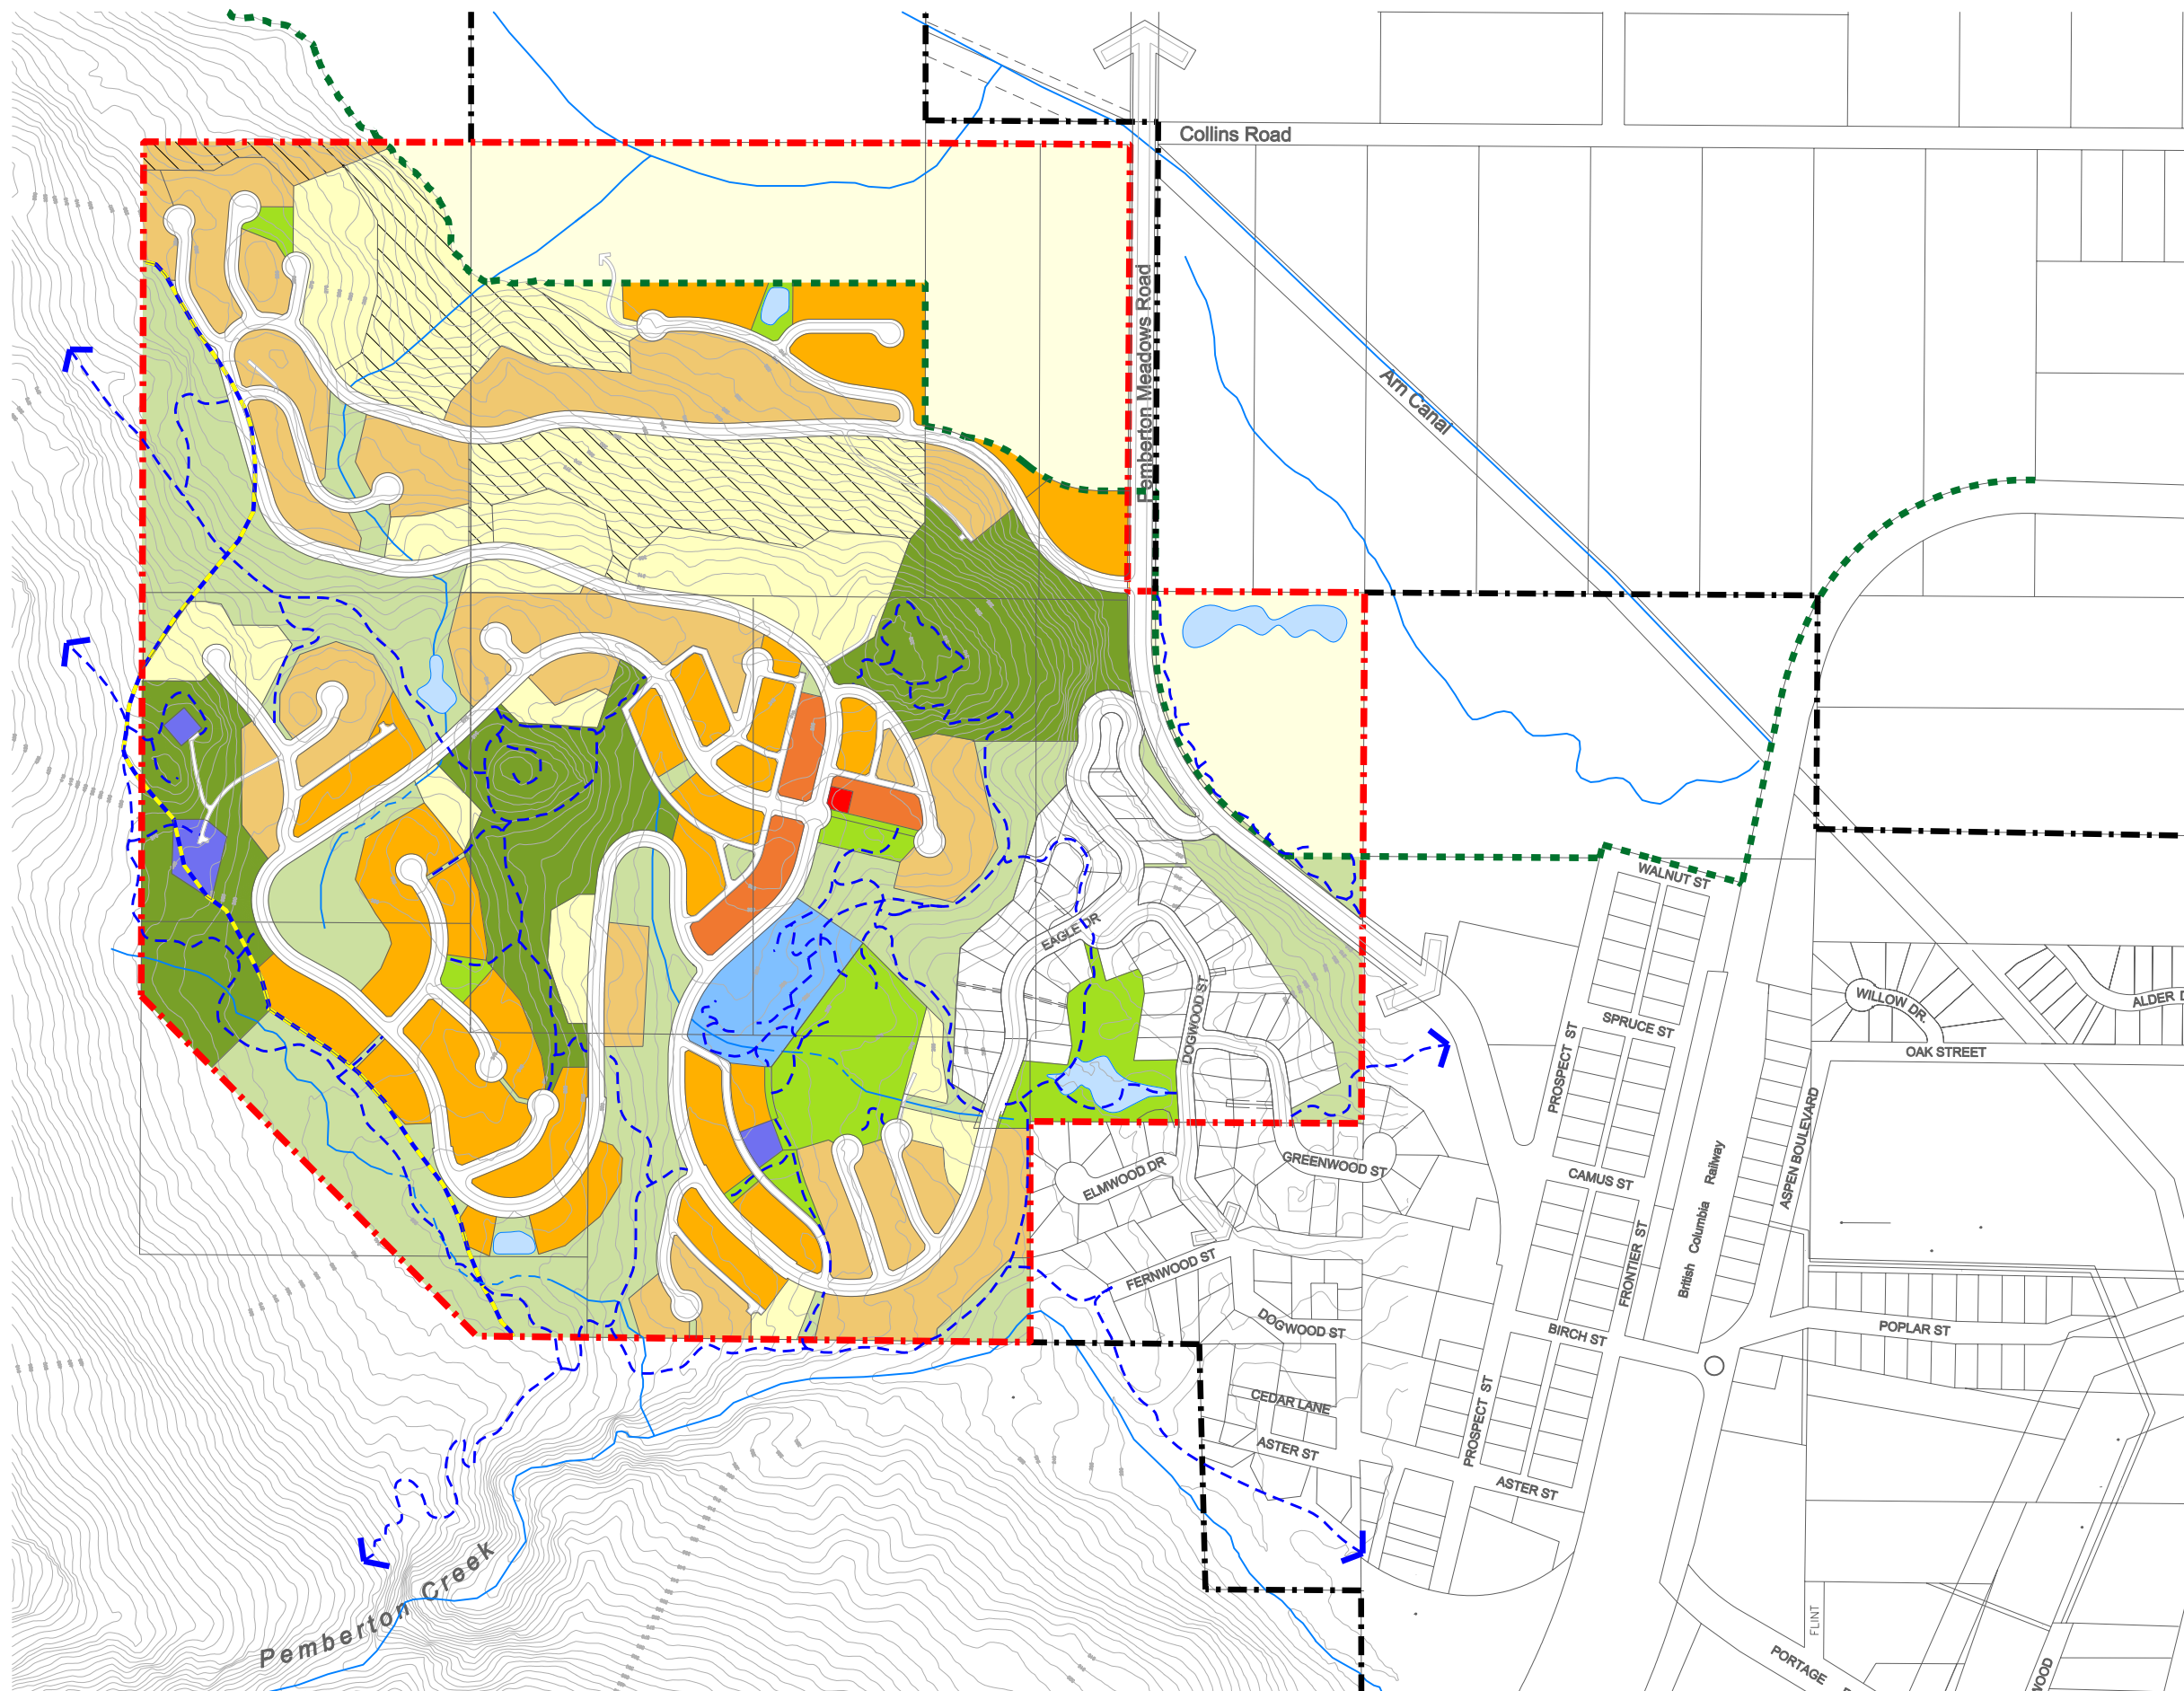 Collins Road
Pemberton Meadows Road
Arn Canal
WALNUT ST
EAGLE DR
WILLOW DR.
ALDER D
SPRUCE ST
DOGWOOD ST
PROSPECT ST
OAK STREET
ASPEN BOULEVARD
ELMWOOD DR
GREENWOOD ST
CAMUS ST
British Columbia Railway
FRONTIER ST
FERNWOOD ST
DOGWOOD ST
BIRCH ST
POPLAR ST
CEDAR LANE
PROSPECT ST
ASTER ST
ASTER ST
Pemberton Creek
FLINT
PORTAGE
WOOD